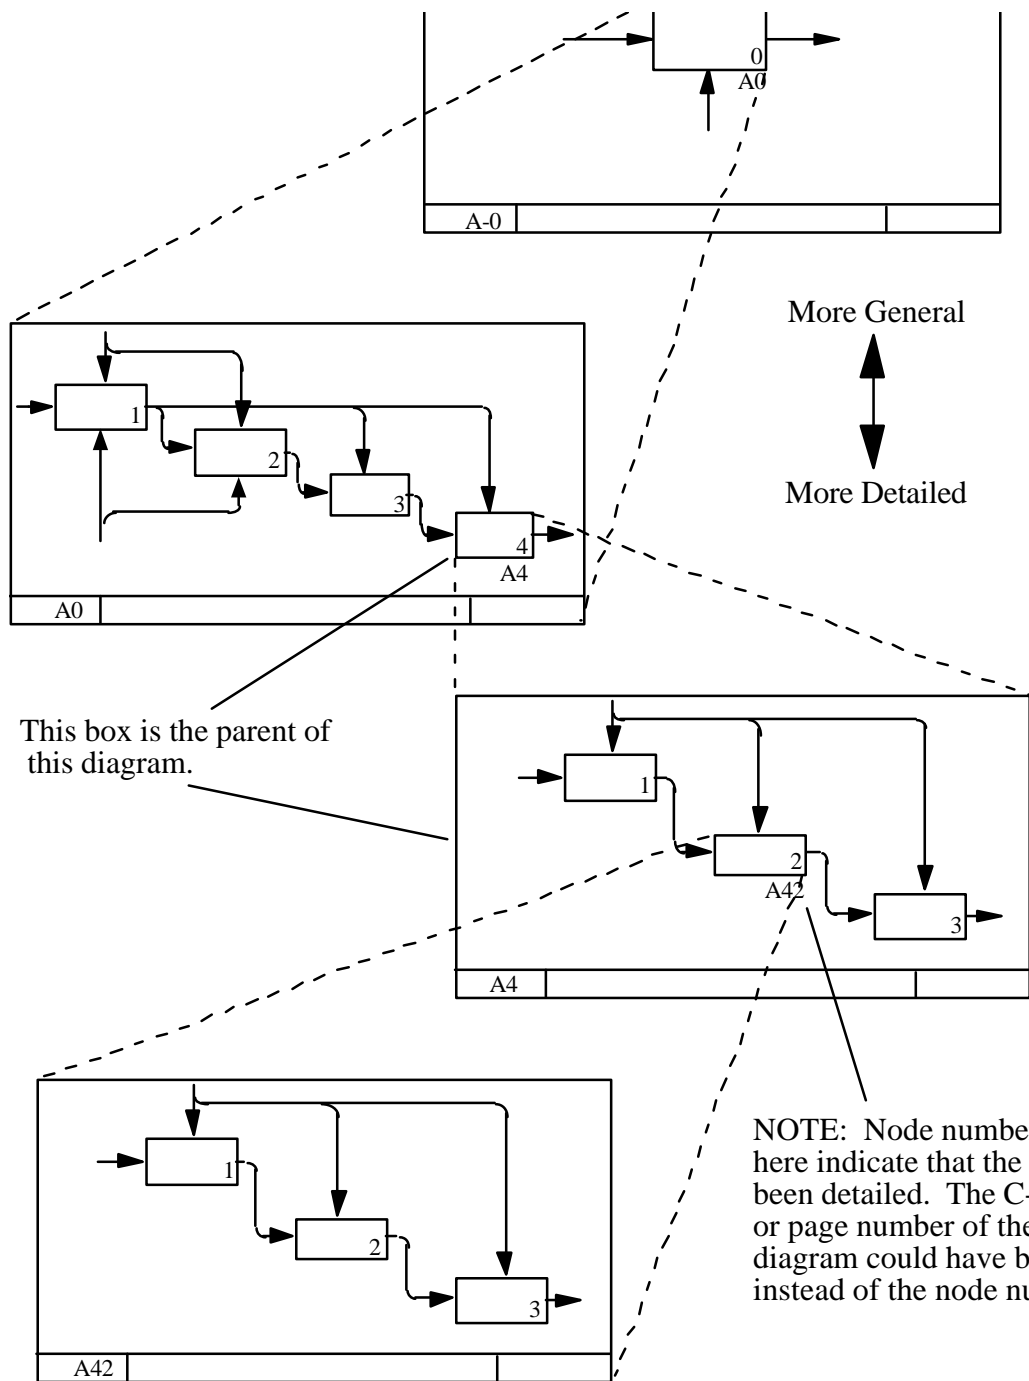 0
A0
A-0
More General
More Detailed
1
2
3
4
A4
A0
This box is the parent of
this diagram.
1
2
A42
3
A4
1
2
3
A42
NOTE: Node
here indicate that the
been detailed. The
or page number of the
diagram could have
instead of the node